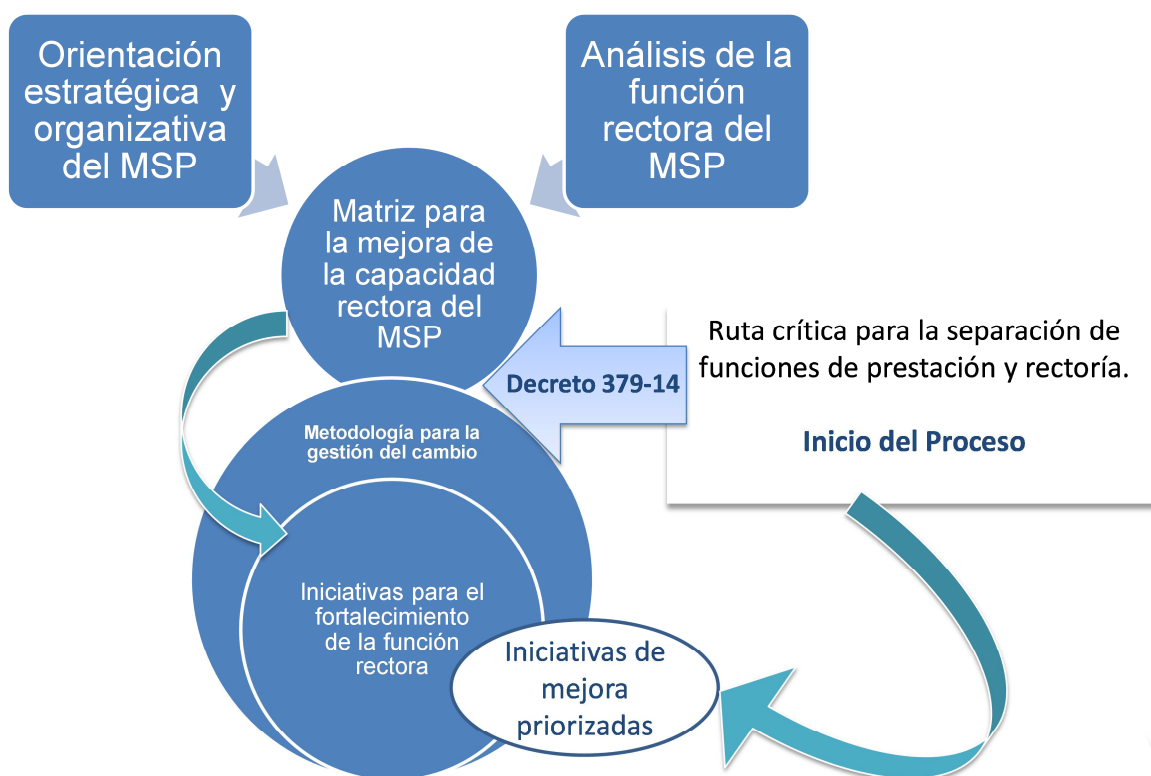 Orientación
estratégica y
organizativa
del MSP
Análisis de la
función
rectora del
MSP
Matriz para
la mejora de
la capacidad
rectora del
MSP
Ruta crítica para la separación de
funciones de prestación y rectoría.
Inicio del Proceso
Decreto 379-14
Metodología para la
gestión del cambio
Iniciativas para el
fortalecimiento
de la función
rectora
Iniciativas de
mejora
priorizadas